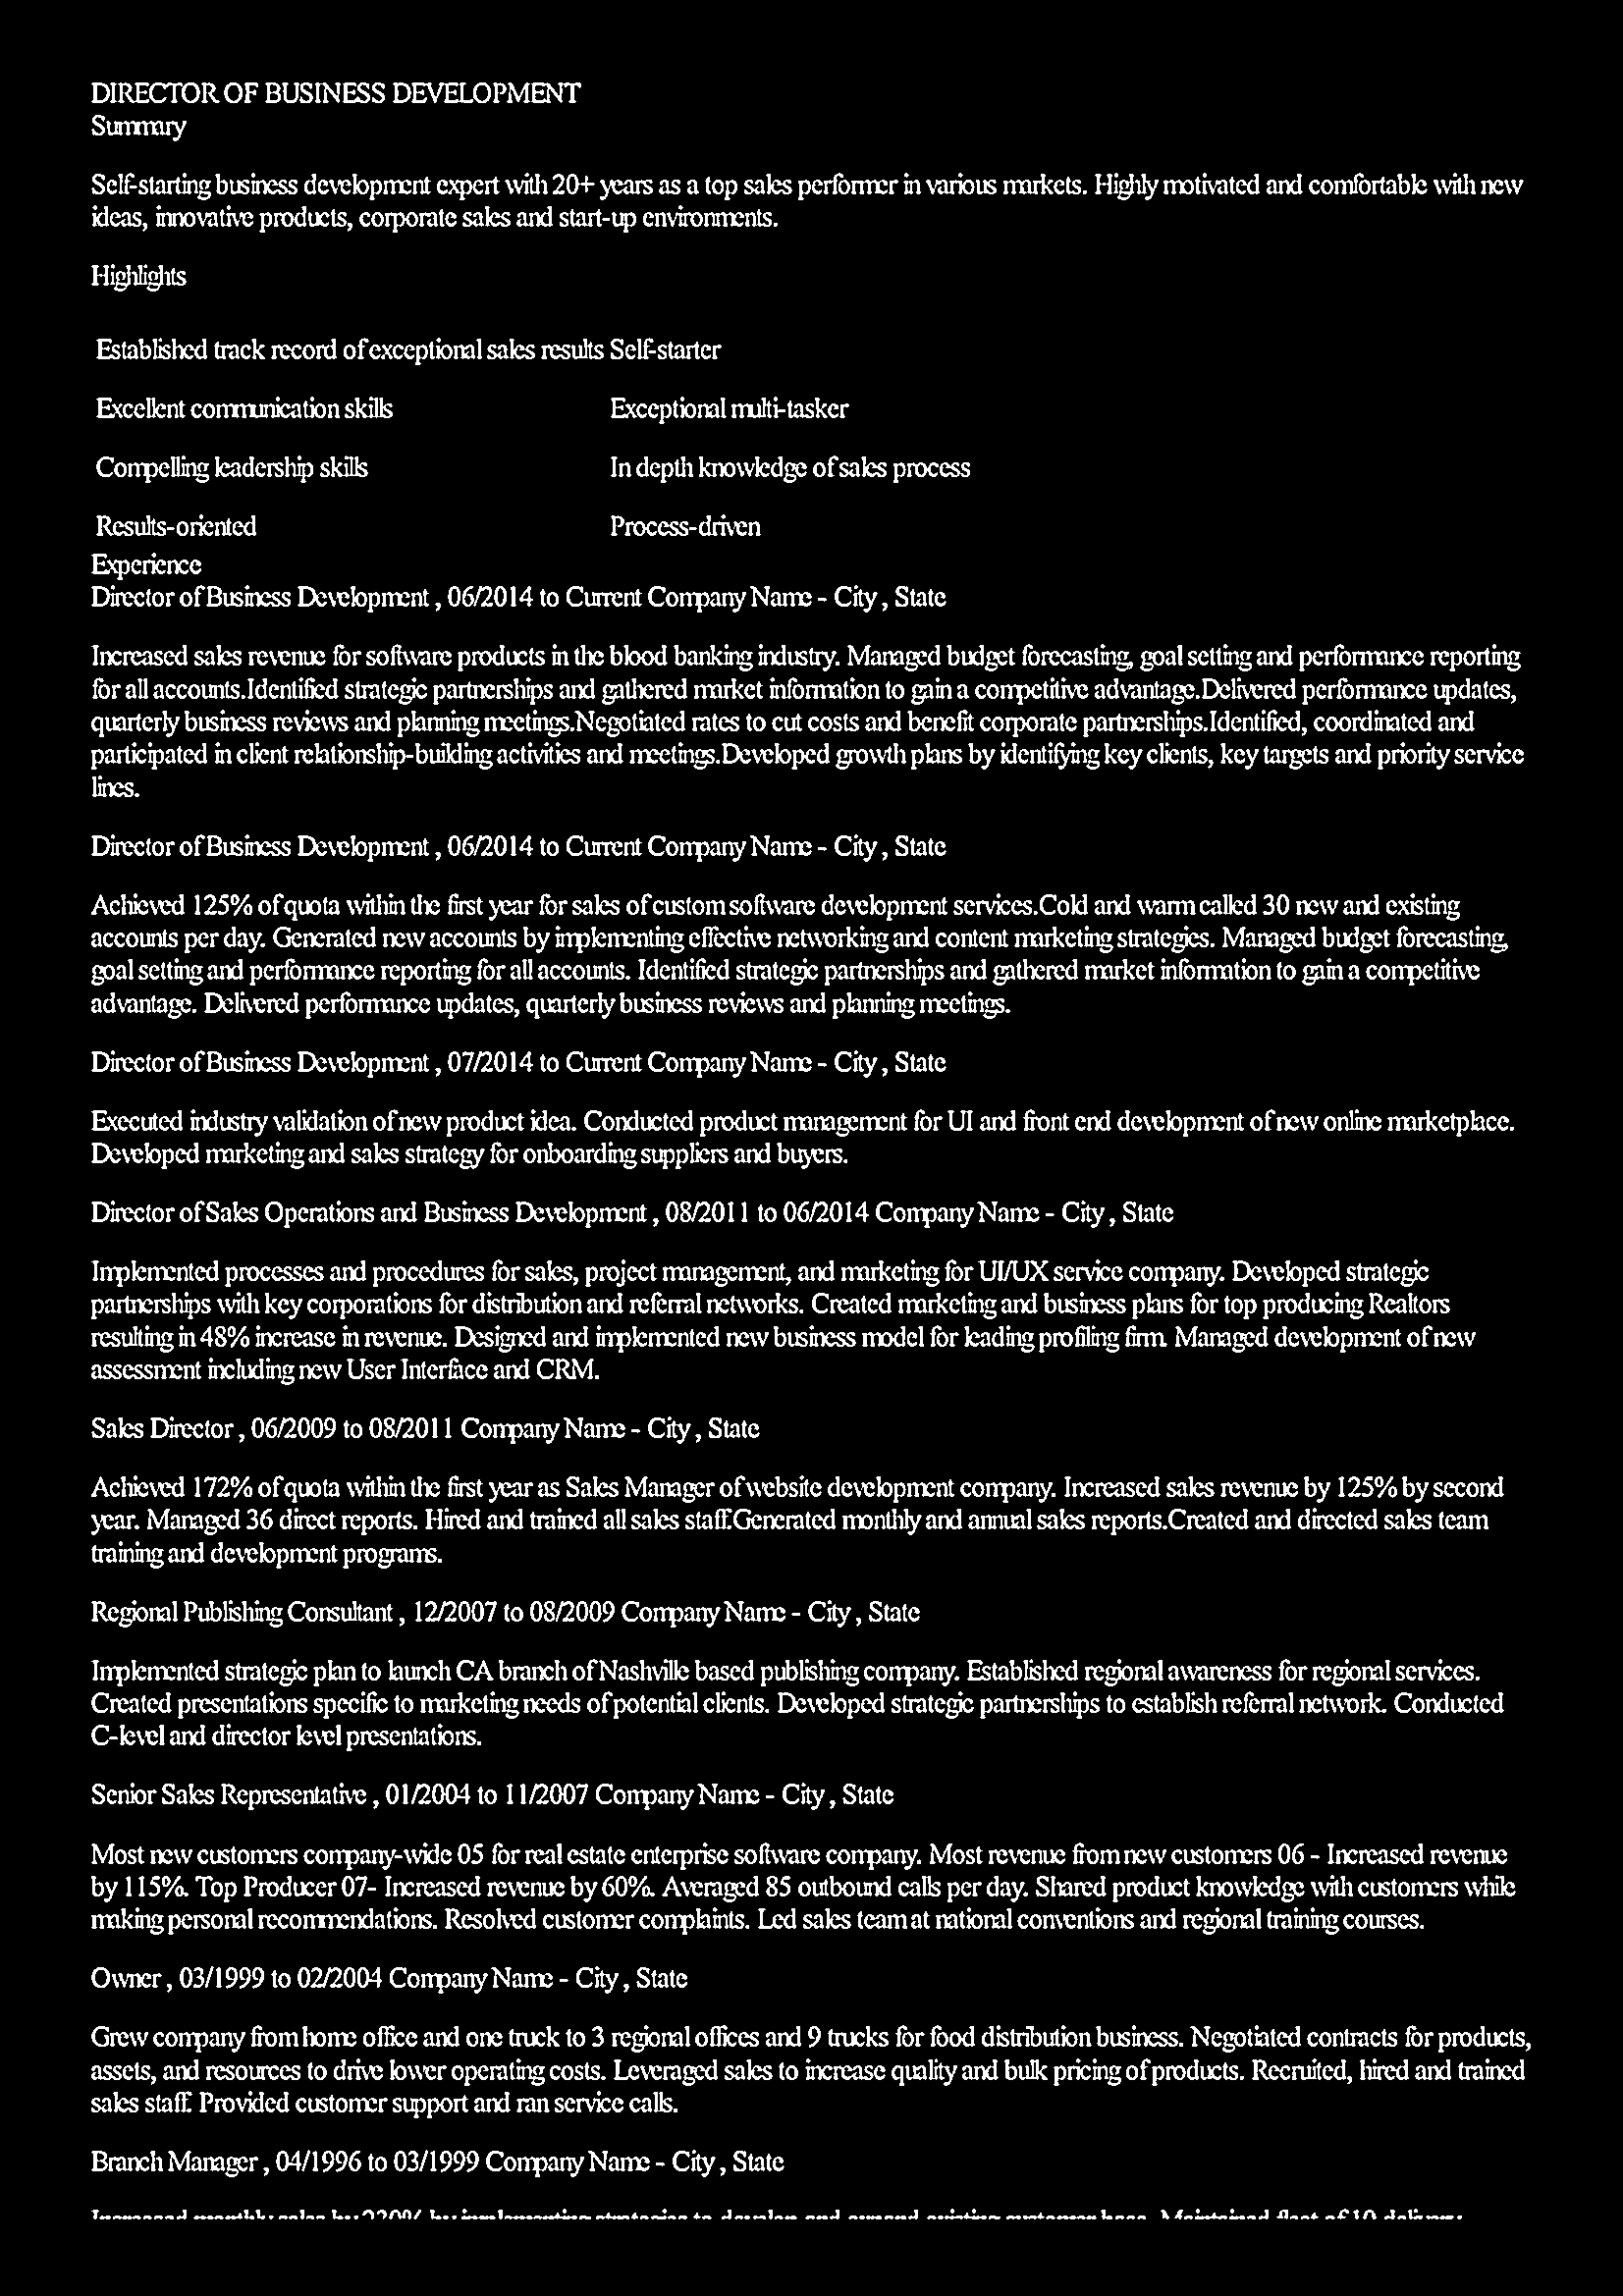 DIRECTOR OF BUSINESS DEVELOPMENT
Summary
Self-starting business development expert with 20+ years as a top sales performer in various markets. Highly motivated and comfortable with new
ideas, innovative products, corporate sales and start-up environments.
Highlights
Established track record of exceptional sales results Self-starter
Excellent communication skills Exceptional multi-tasker
Compelling leadership skills In depth knowledge of sales process
Results-oriented Process-driven
Experience
Director of Business Development , 06/2014 to Current Company Name - City , State
Increased sales revenue for software products in the blood banking industry. Managed budget forecasting, goal setting and performance reporting
for all accounts.Identified strategic partnerships and gathered market information to gain a competitive advantage.Delivered performance updates,
quarterly business reviews and planning meetings.Negotiated rates to cut costs and benefit corporate partnerships.Identified, coordinated and
participated in client relationship-building activities and meetings.Developed growth plans by identifying key clients, key targets and priority service
lines.
Director of Business Development , 06/2014 to Current Company Name - City , State
Achieved 125% of quota within the first year for sales of custom software development services.Cold and warm called 30 new and existing
accounts per day. Generated new accounts by implementing effective networking and content marketing strategies. Managed budget forecasting,
goal setting and performance reporting for all accounts. Identified strategic partnerships and gathered market information to gain a competitive
advantage. Delivered performance updates, quarterly business reviews and planning meetings.
Director of Business Development , 07/2014 to Current Company Name - City , State
Executed industry validation of new product idea. Conducted product management for UI and front end development of new online marketplace.
Developed marketing and sales strategy for onboarding suppliers and buyers.
Director of Sales Operations and Business Development , 08/2011 to 06/2014 Company Name - City , State
Implemented processes and procedures for sales, project management, and marketing for UI/UX service company. Developed strategic
partnerships with key corporations for distribution and referral networks. Created marketing and business plans for top producing Realtors
resulting in 48% increase in revenue. Designed and implemented new business model for leading profiling firm. Managed development of new
assessment including new User Interface and CRM.
Sales Director , 06/2009 to 08/2011 Company Name - City , State
Achieved 172% of quota within the first year as Sales Manager of website development company. Increased sales revenue by 125% by second
year. Managed 36 direct reports. Hired and trained all sales staff.Generated monthly and annual sales reports.Created and directed sales team
training and development programs.
Regional Publishing Consultant , 12/2007 to 08/2009 Company Name - City , State
Implemented strategic plan to launch CA branch of Nashville based publishing company. Established regional awareness for regional services.
Created presentations specific to marketing needs of potential clients. Developed strategic partnerships to establish referral network. Conducted
C-level and director level presentations.
Senior Sales Representative , 01/2004 to 11/2007 Company Name - City , State
Most new customers company-wide 05 for real estate enterprise software company. Most revenue from new customers 06 - Increased revenue
by 115%. Top Producer 07- Increased revenue by 60%. Averaged 85 outbound calls per day. Shared product knowledge with customers while
making personal recommendations. Resolved customer complaints. Led sales team at national conventions and regional training courses.
Owner , 03/1999 to 02/2004 Company Name - City , State
Grew company from home office and one truck to 3 regional offices and 9 trucks for food distribution business. Negotiated contracts for products,
assets, and resources to drive lower operating costs. Leveraged sales to increase quality and bulk pricing of products. Recruited, hired and trained
sales staff. Provided customer support and ran service calls.
Branch Manager , 04/1996 to 03/1999 Company Name - City , State